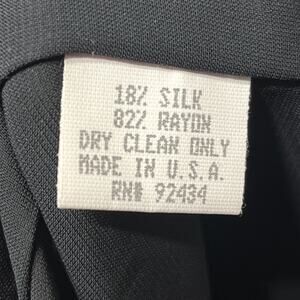 18% SILK
82% RAYON
DRY CLEAN ONLY
MADE IN U.S.A.
RN# 92434